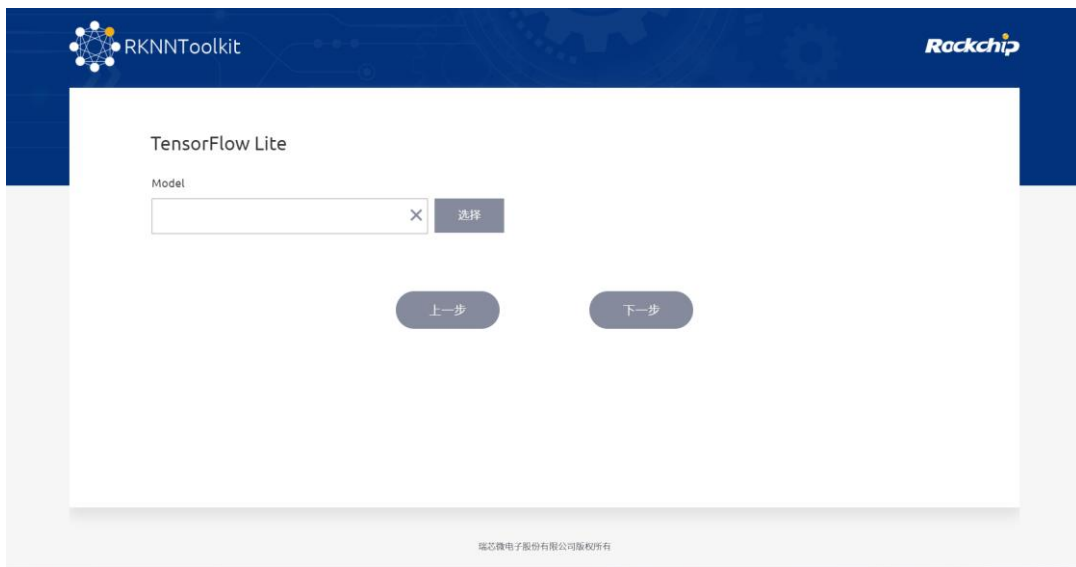 RKNNToolkit
Rockchip
TensorFlow Lite
Model
选择
上一步
下一步
瑞芯微电子股份有限公司版权所有